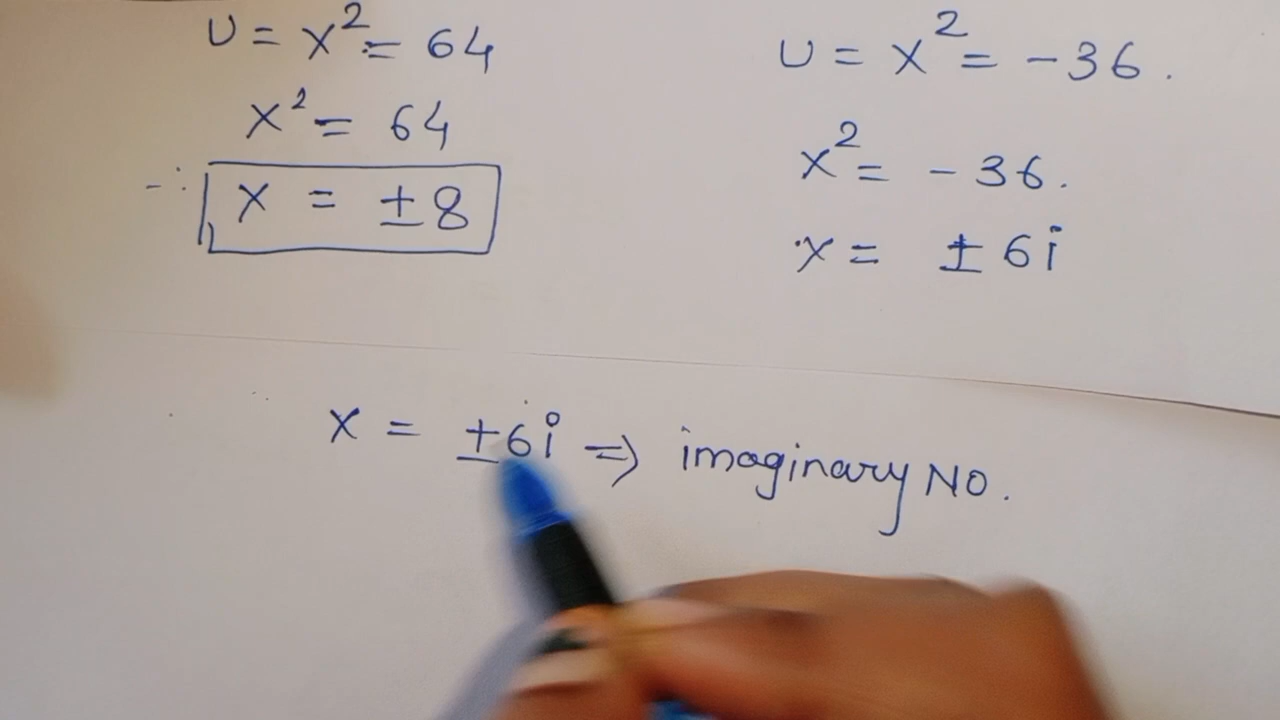 U = x² = 64
x² = 64
∴ x = ±8
U = x² = -36.
x² = -36.
x = ±6i
x = ±6i ⇒ imaginary NO.